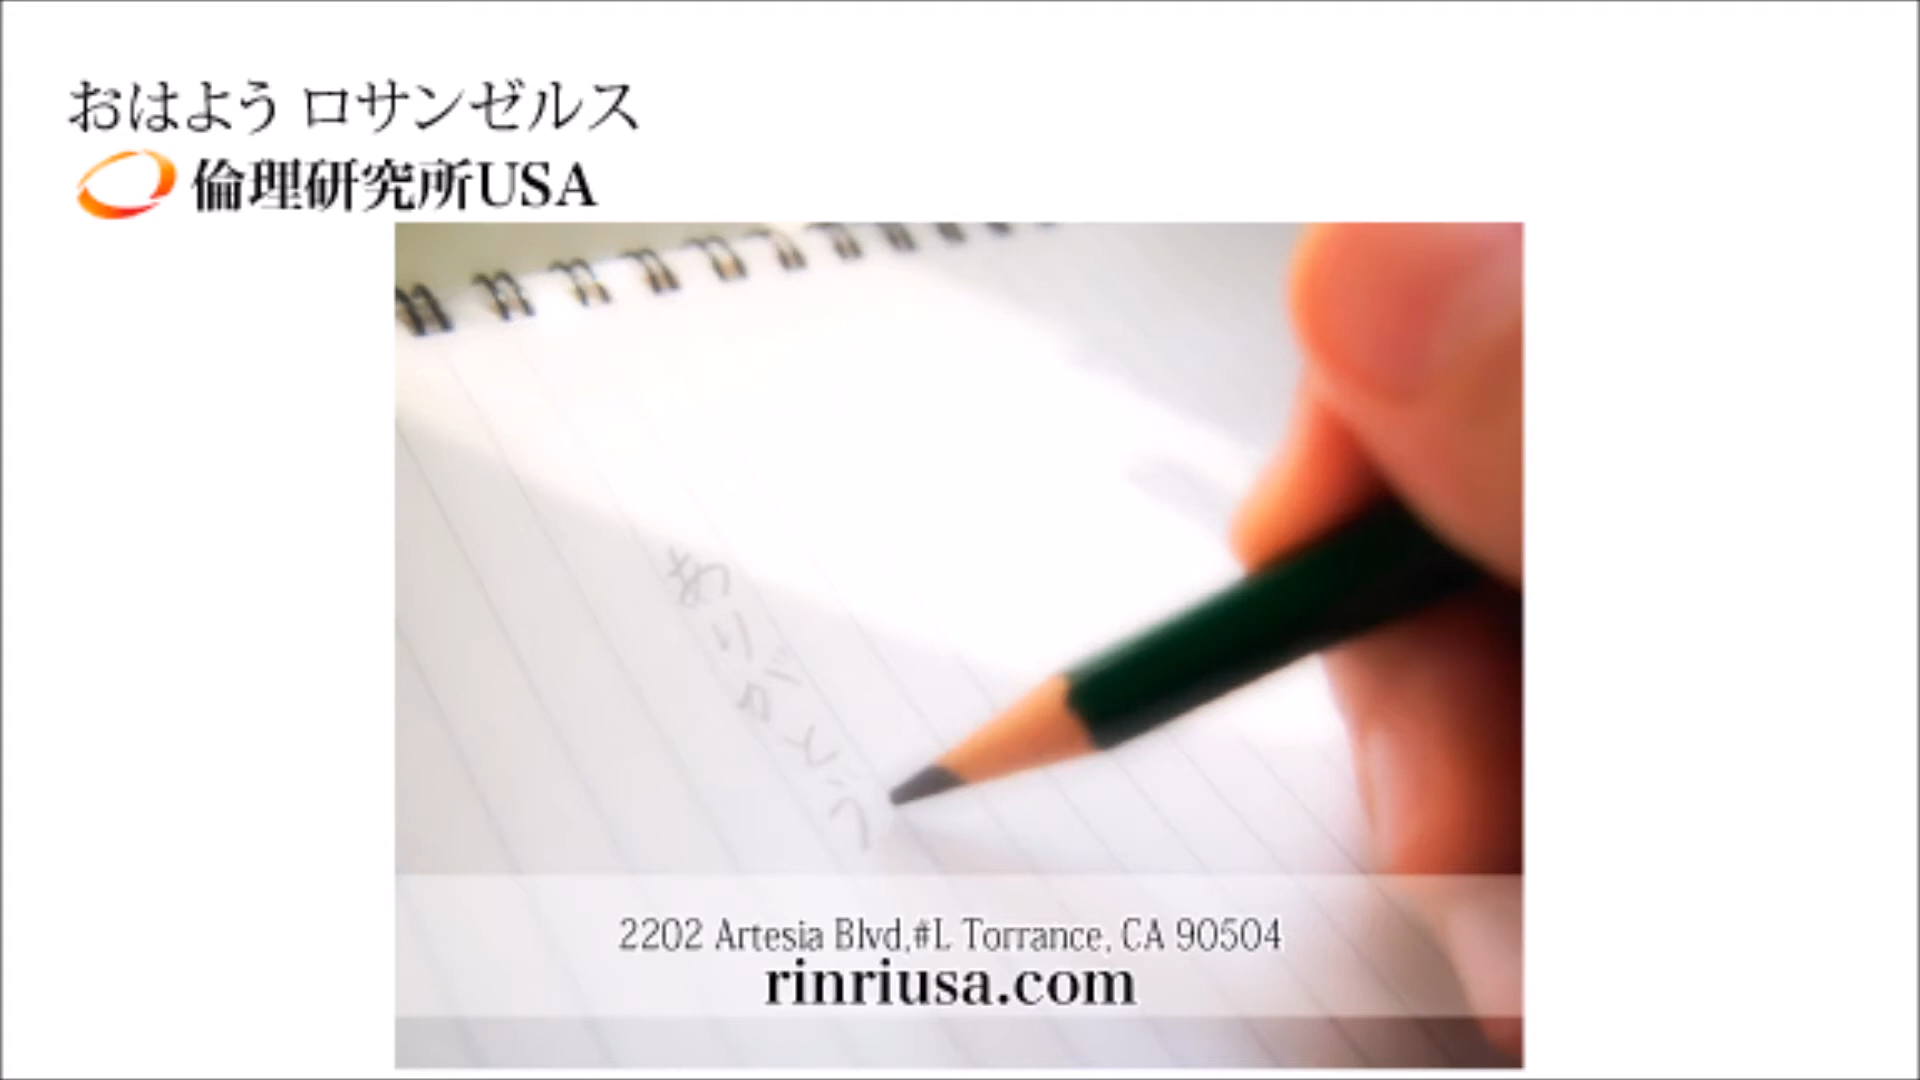 おはよう ロサンゼルス
倫理研究所USA
ありがとう
2202 Artesia Blvd,#L Torrance, CA 90504
rinriusa.com